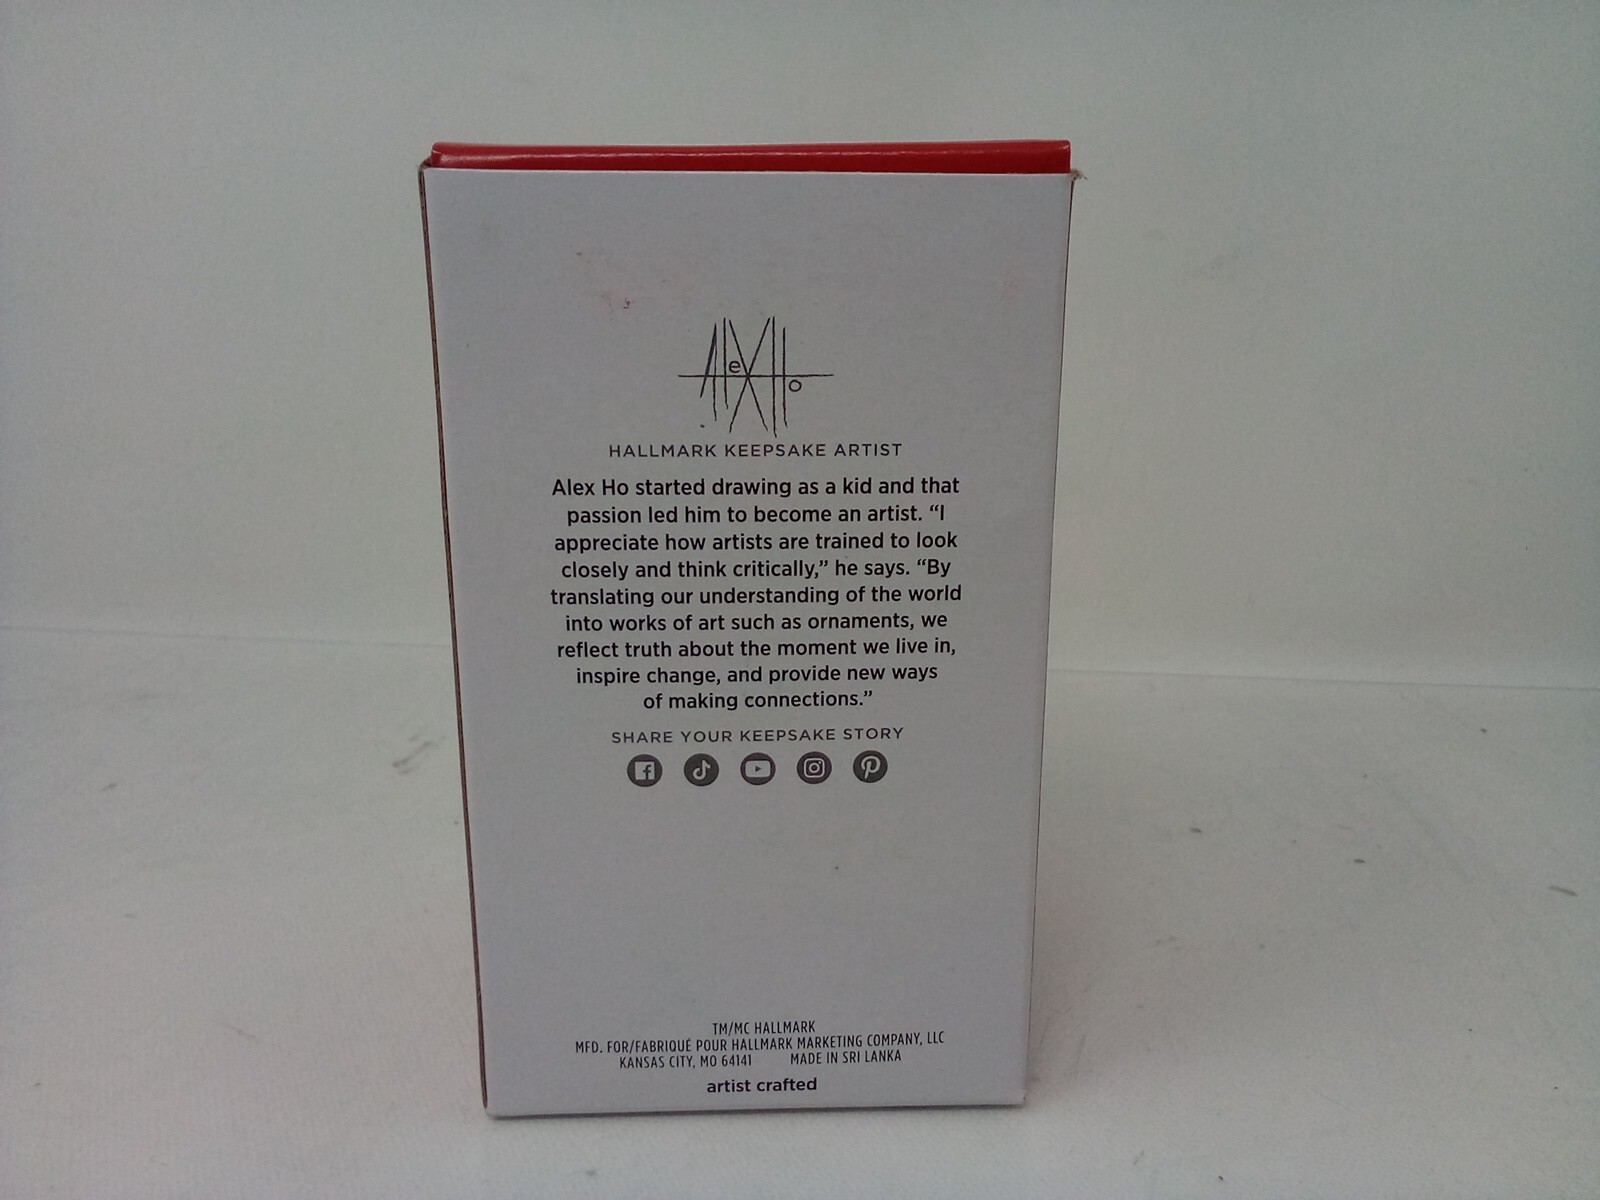 Alex Ho
HALLMARK KEEPSAKE ARTIST
Alex Ho started drawing as a kid and that
passion led him to become an artist. “I
appreciate how artists are trained to look
closely and think critically,” he says. “By
translating our understanding of the world
into works of art such as ornaments, we
reflect truth about the moment we live in,
inspire change, and provide new ways
of making connections.”
SHARE YOUR KEEPSAKE STORY
TM/MC HALLMARK
MFD. FOR/FABRIQUÉ POUR HALLMARK MARKETING COMPANY, LLC
KANSAS CITY, MO 64141 MADE IN SRI LANKA
artist crafted